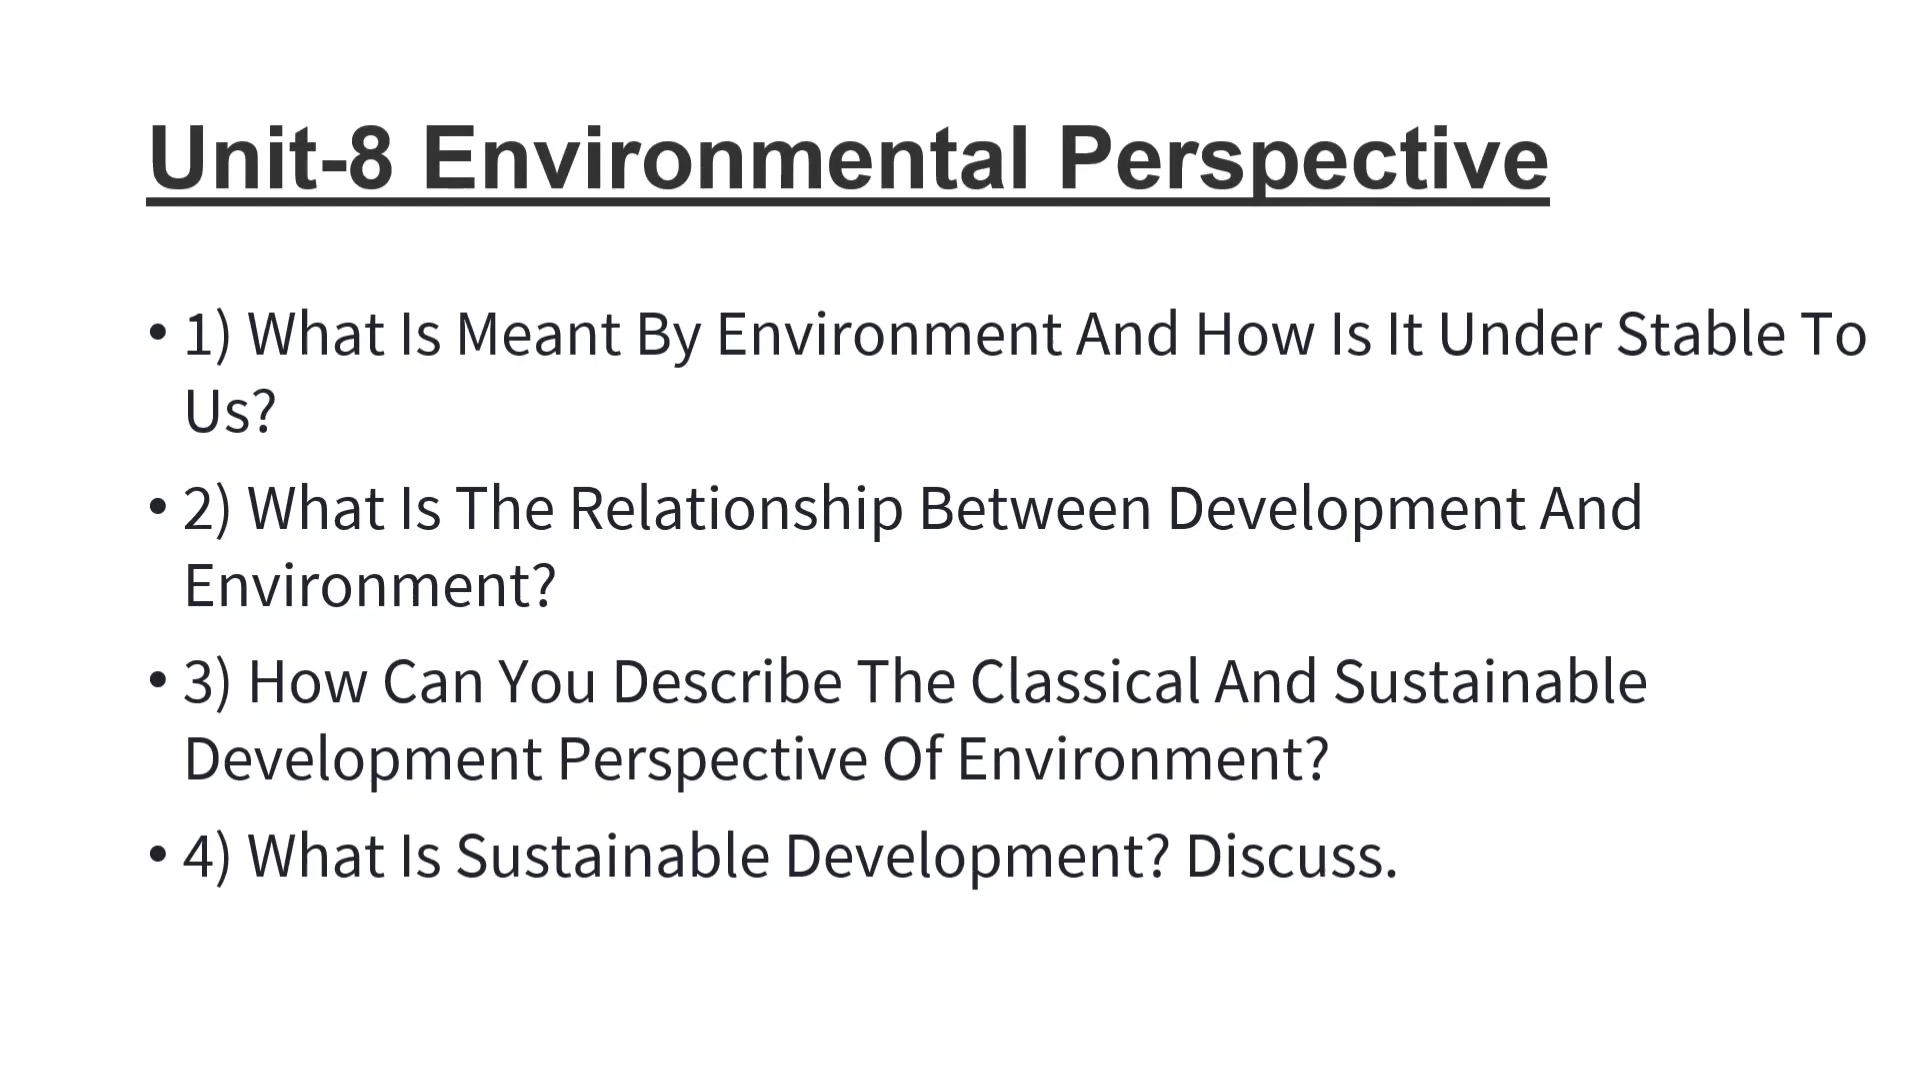 Unit-8 Environmental Perspective
• 1) What Is Meant By Environment And How Is It Under Stable To
Us?
• 2) What Is The Relationship Between Development And
Environment?
• 3) How Can You Describe The Classical And Sustainable
Development Perspective Of Environment?
• 4) What Is Sustainable Development? Discuss.